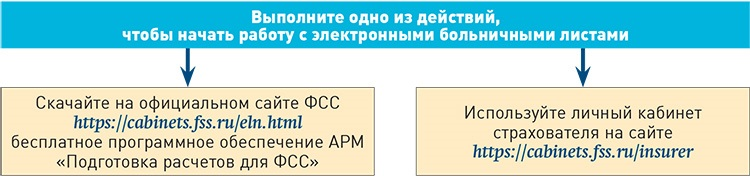 Выполните одно из действий,
чтобы начать работу с электронными больничными листами
Скачайте на официальном сайте ФСС
https://cabinets.fss.ru/eln.html
бесплатное программное обеспечение АРМ
«Подготовка расчетов для ФСС»
Используйте личный кабинет
страхователя на сайте
https://cabinets.fss.ru/insurer